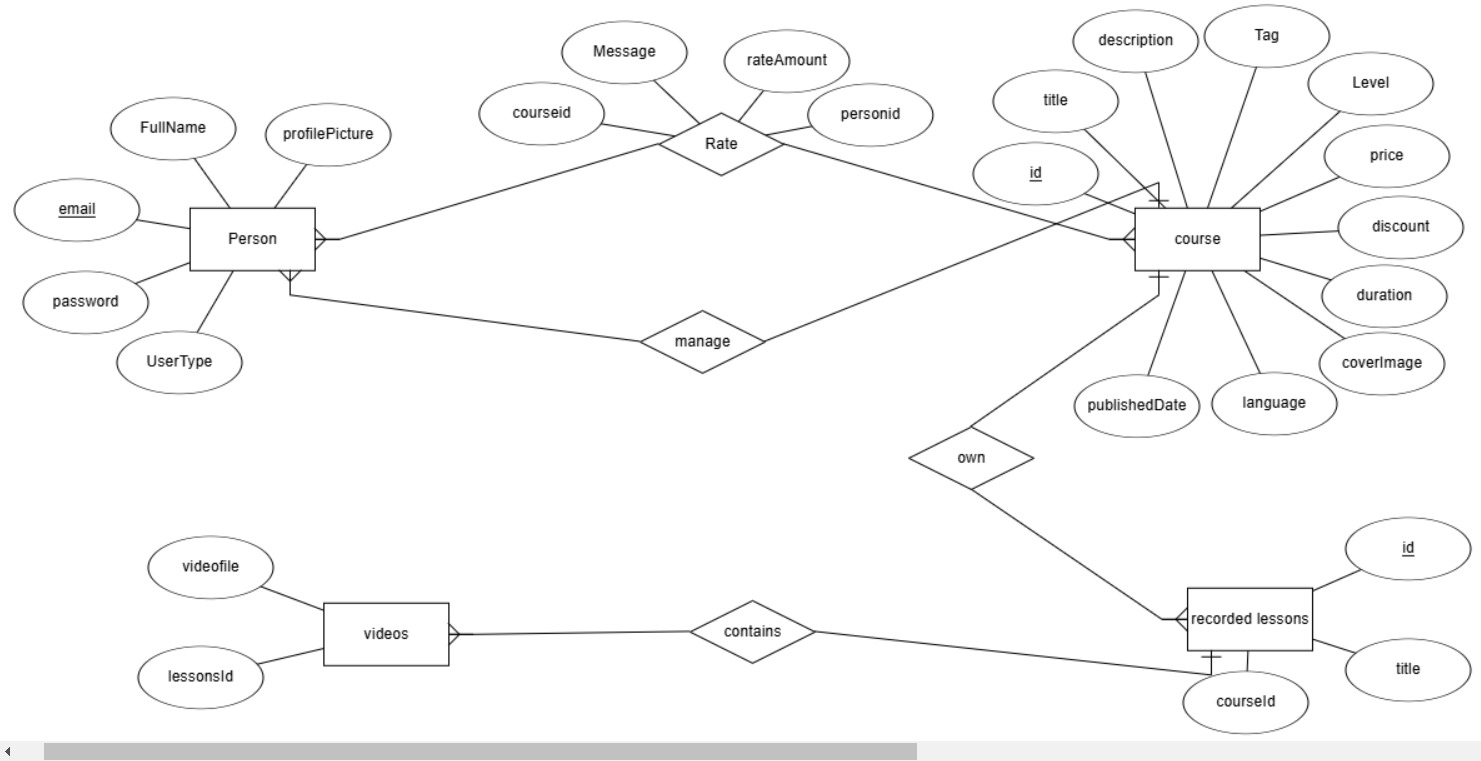 description
Tag
Message
rateAmount
Level
title
courseid
personid
FullName
profilePicture
Rate
price
id
email
Person
course
discount
password
duration
manage
UserType
coverImage
publishedDate
language
own
id
videofile
recorded lessons
videos
contains
title
lessonsId
courseId